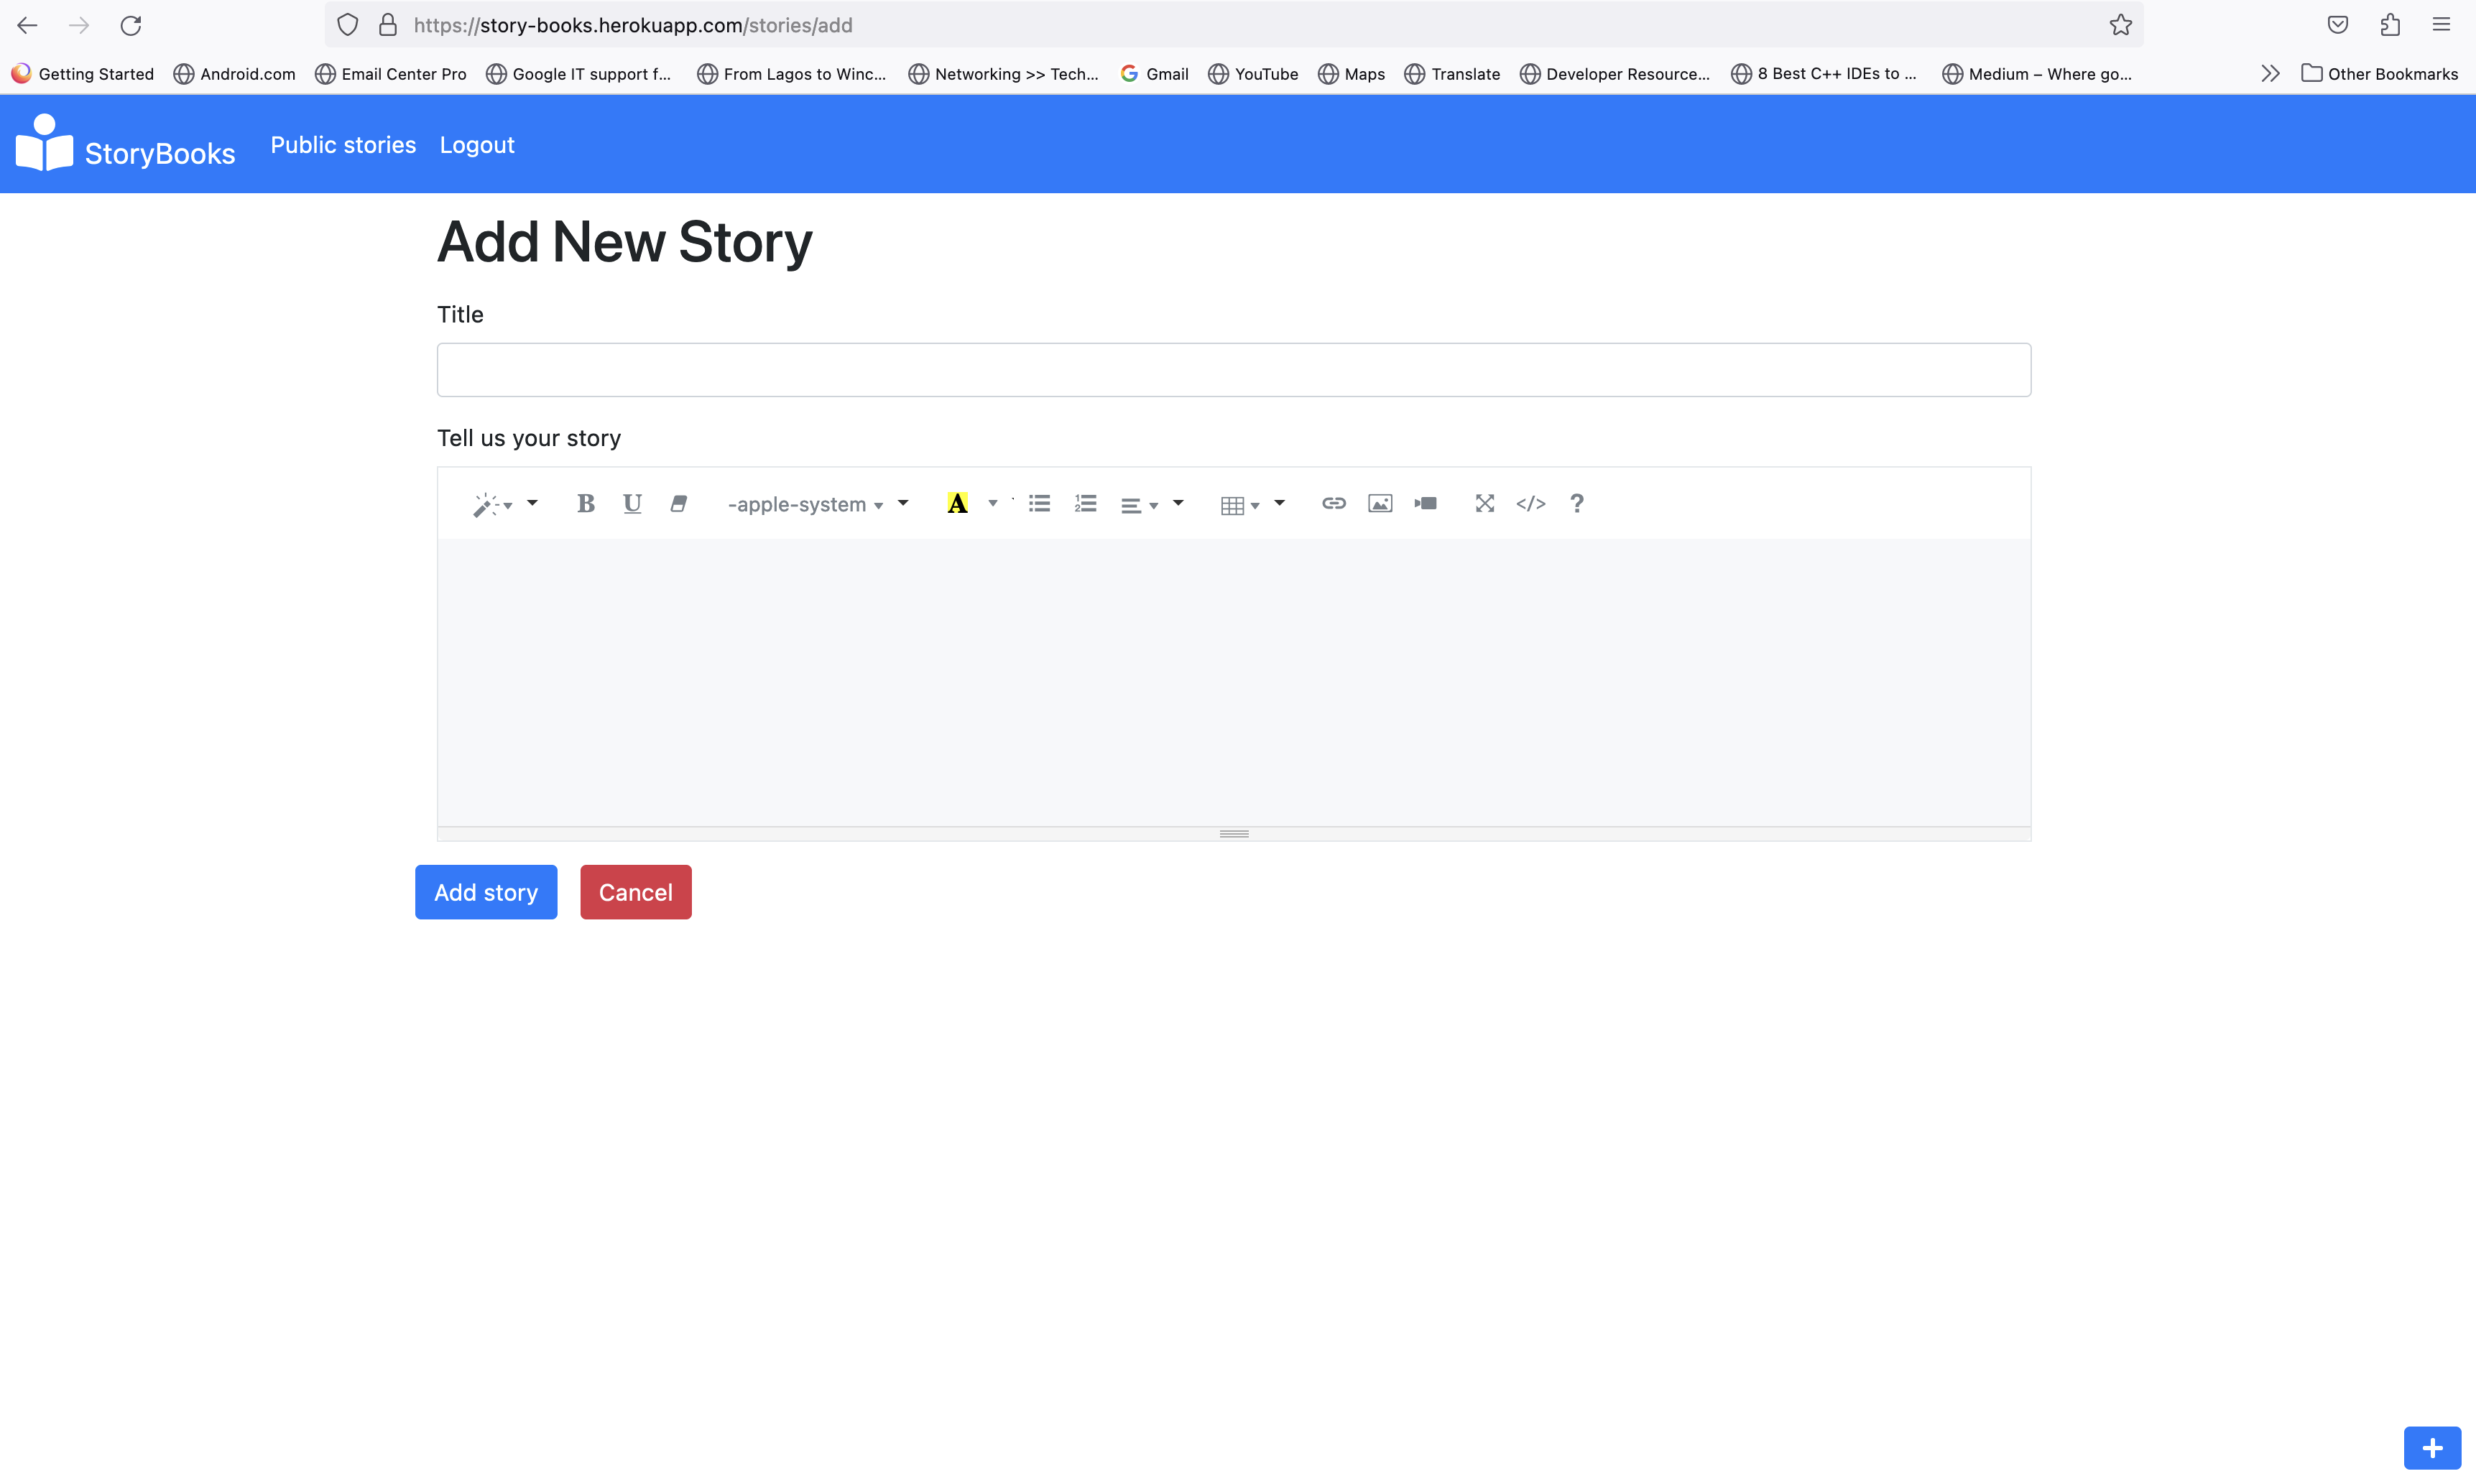 https://story-books.herokuapp.com/stories/add
Getting Started Android.com Email Center Pro Google IT support f... From Lagos to Winc... Networking >> Tech... Gmail YouTube Maps Translate Developer Resource... 8 Best C++ IDEs to ... Medium – Where go... Other Bookmarks
StoryBooks Public stories Logout
Add New Story
Title
Tell us your story
B U -apple-system A </> ?
Add story Cancel